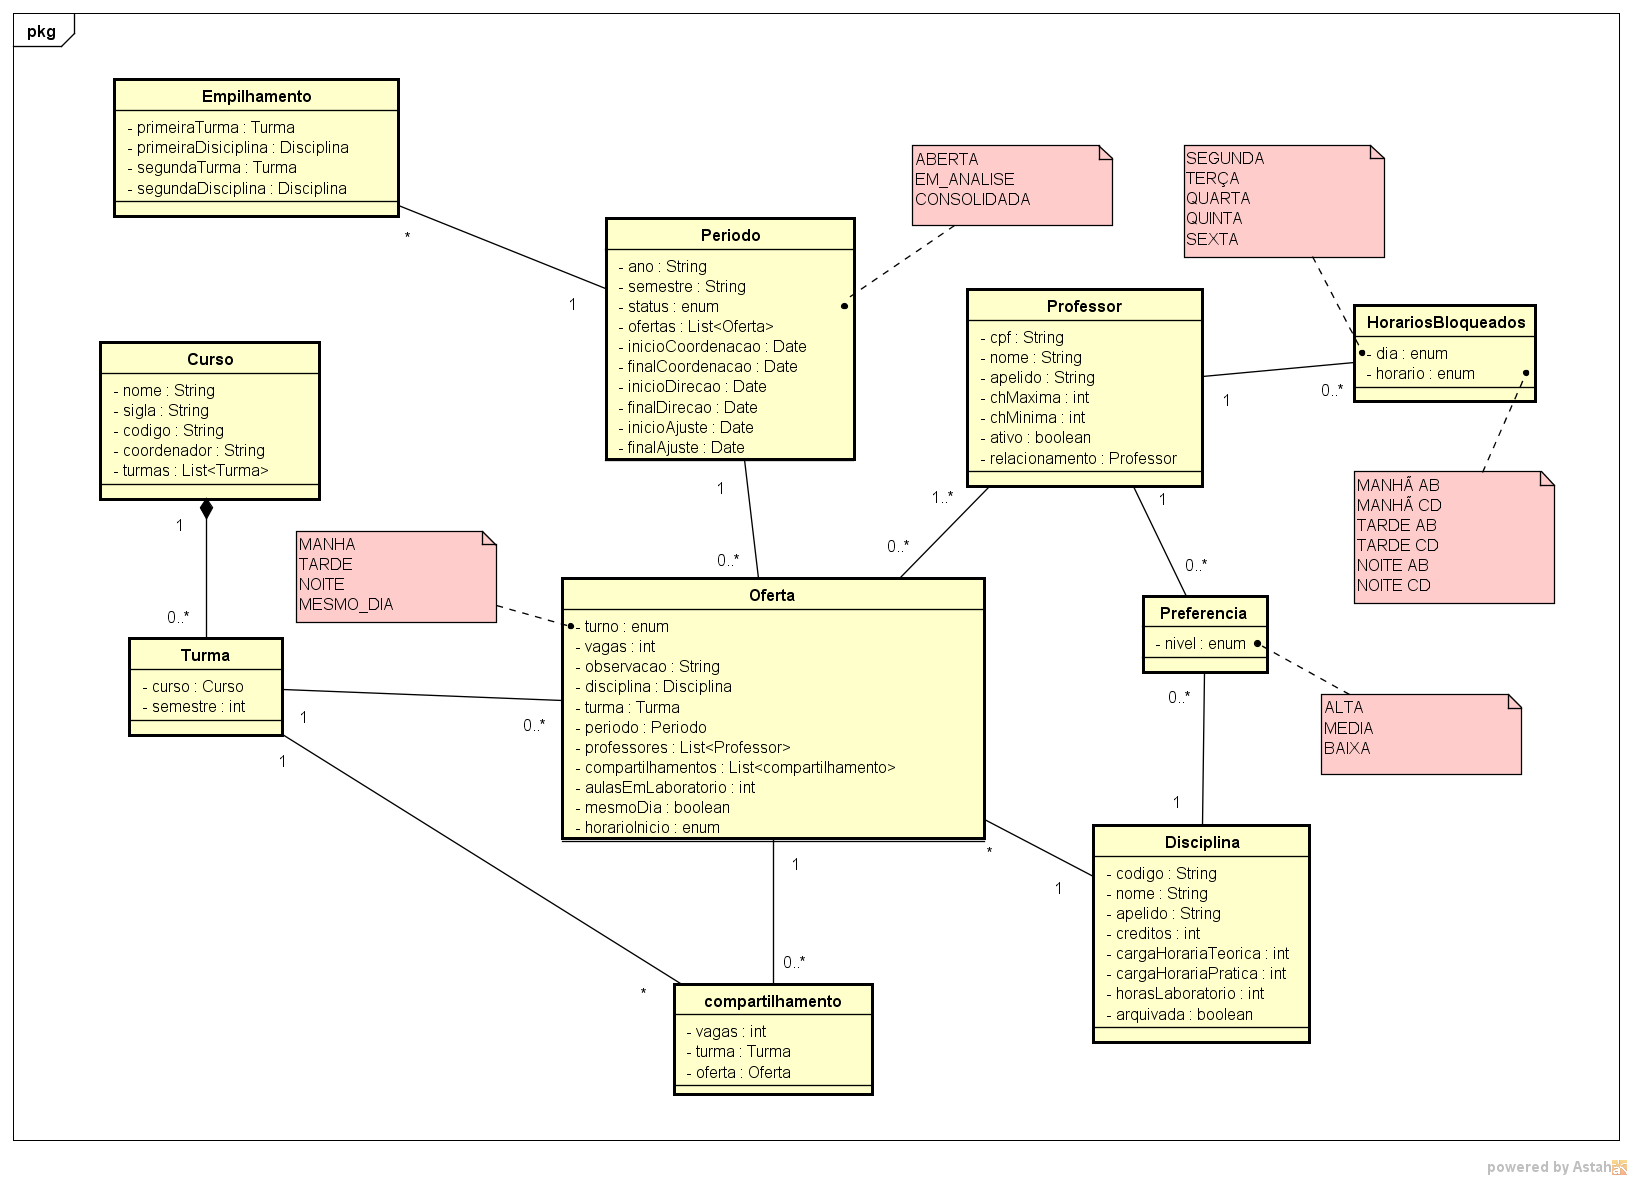 pkg
Empilhamento
- primeiraTurma : Turma
- primeiraDisiciplina : Disciplina
- segundaTurma : Turma
- segundaDisciplina : Disciplina
*
1
ABERTA
EM_ANALISE
CONSOLIDADA
SEGUNDA
TERÇA
QUARTA
QUINTA
SEXTA
Periodo
- ano : String
- semestre : String
- status : enum
- ofertas : List<Oferta>
- inicioCoordenacao : Date
- finalCoordenacao : Date
- inicioDirecao : Date
- finalDirecao : Date
- inicioAjuste : Date
- finalAjuste : Date
1
0..*
Professor
- cpf : String
- nome : String
- apelido : String
- chMaxima : int
- chMinima : int
- ativo : boolean
- relacionamento : Professor
1
0..*
HorariosBloqueados
- dia : enum
- horario : enum
MANHÃ AB
MANHÃ CD
TARDE AB
TARDE CD
NOITE AB
NOITE CD
Curso
- nome : String
- sigla : String
- codigo : String
- coordenador : String
- turmas : List<Turma>
1
0..*
MANHA
TARDE
NOITE
MESMO_DIA
1..*
0..*
1
0..*
Turma
- curso : Curso
- semestre : int
1
0..*
1
*
Oferta
- turno : enum
- vagas : int
- observacao : String
- disciplina : Disciplina
- turma : Turma
- periodo : Periodo
- professores : List<Professor>
- compartilhamentos : List<compartilhamento>
- aulasEmLaboratorio : int
- mesmoDia : boolean
- horarioInicio : enum
Preferencia
- nivel : enum
ALTA
MEDIA
BAIXA
0..*
1
*
1
1
0..*
Disciplina
- codigo : String
- nome : String
- apelido : String
- creditos : int
- cargaHorariaTeorica : int
- cargaHorariaPratica : int
- horasLaboratorio : int
- arquivada : boolean
compartilhamento
- vagas : int
- turma : Turma
- oferta : Oferta
powered by Astah